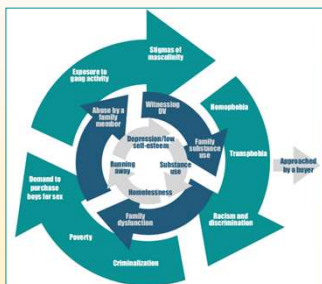 Stigmas of
masculinity
Exposure to
gang activity
Homophobia
Transphobia
Racism and
discrimination
Criminalization
Poverty
Demand to
purchase
boys for sex
Witnessing
DV
Family
substance use
Family
dysfunction
Abuse by a
family
member
Depression/low
self-esteem
Substance
use
Homelessness
Running
away
Approached
by a buyer